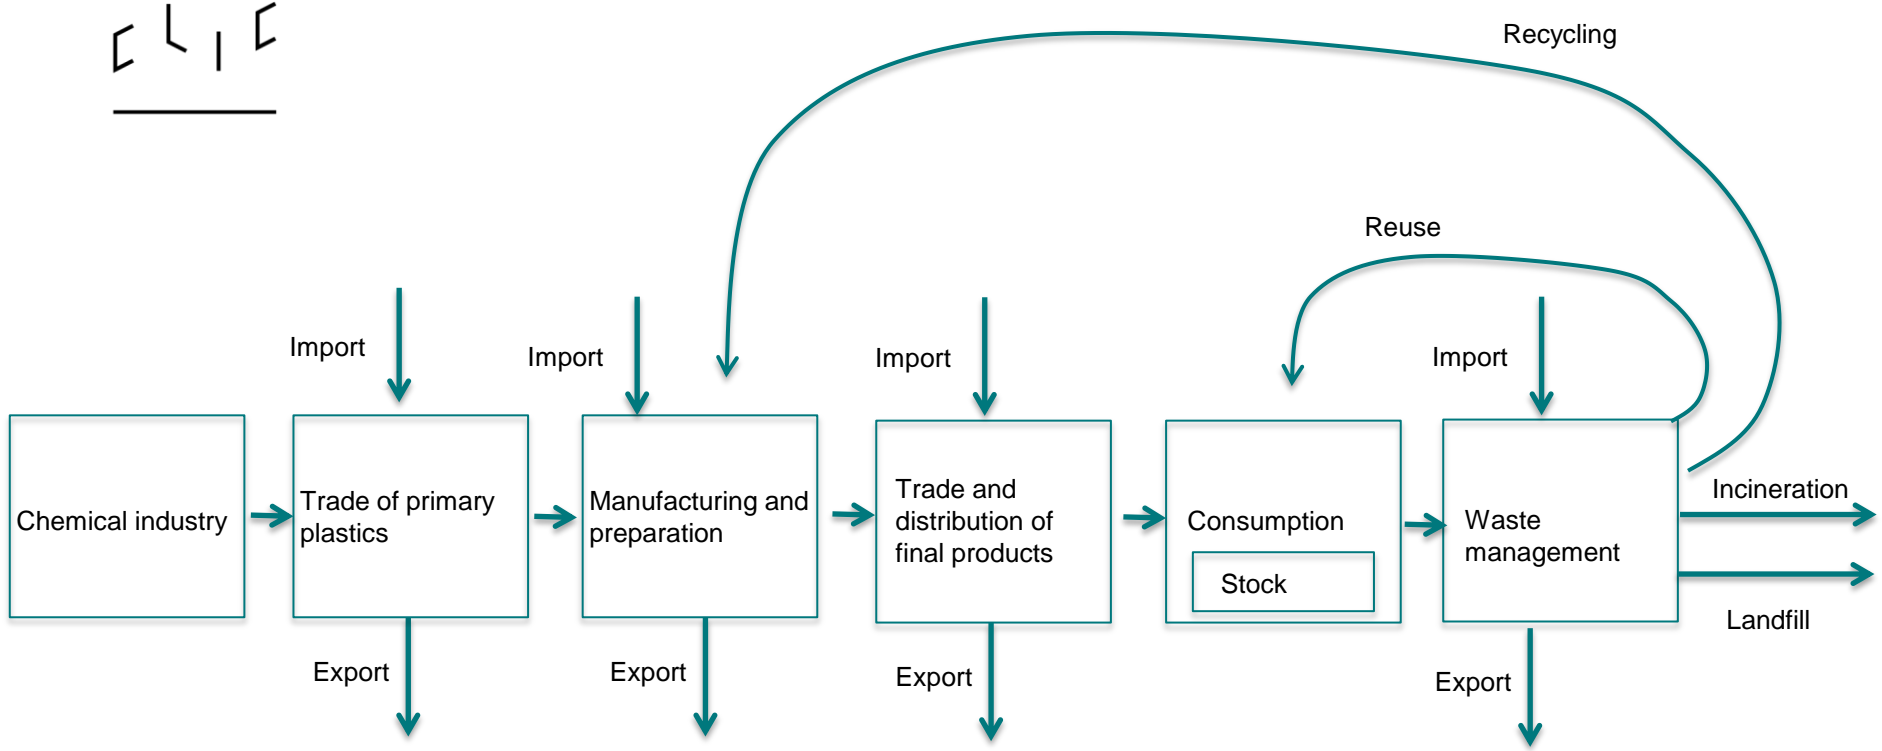 CLIC
Recycling
Reuse
Import
Import
Import
Import
Chemical industry
Trade of primary
plastics
Manufacturing and
preparation
Trade and
distribution of
final products
Consumption
Stock
Waste
management
Incineration
Landfill
Export
Export
Export
Export